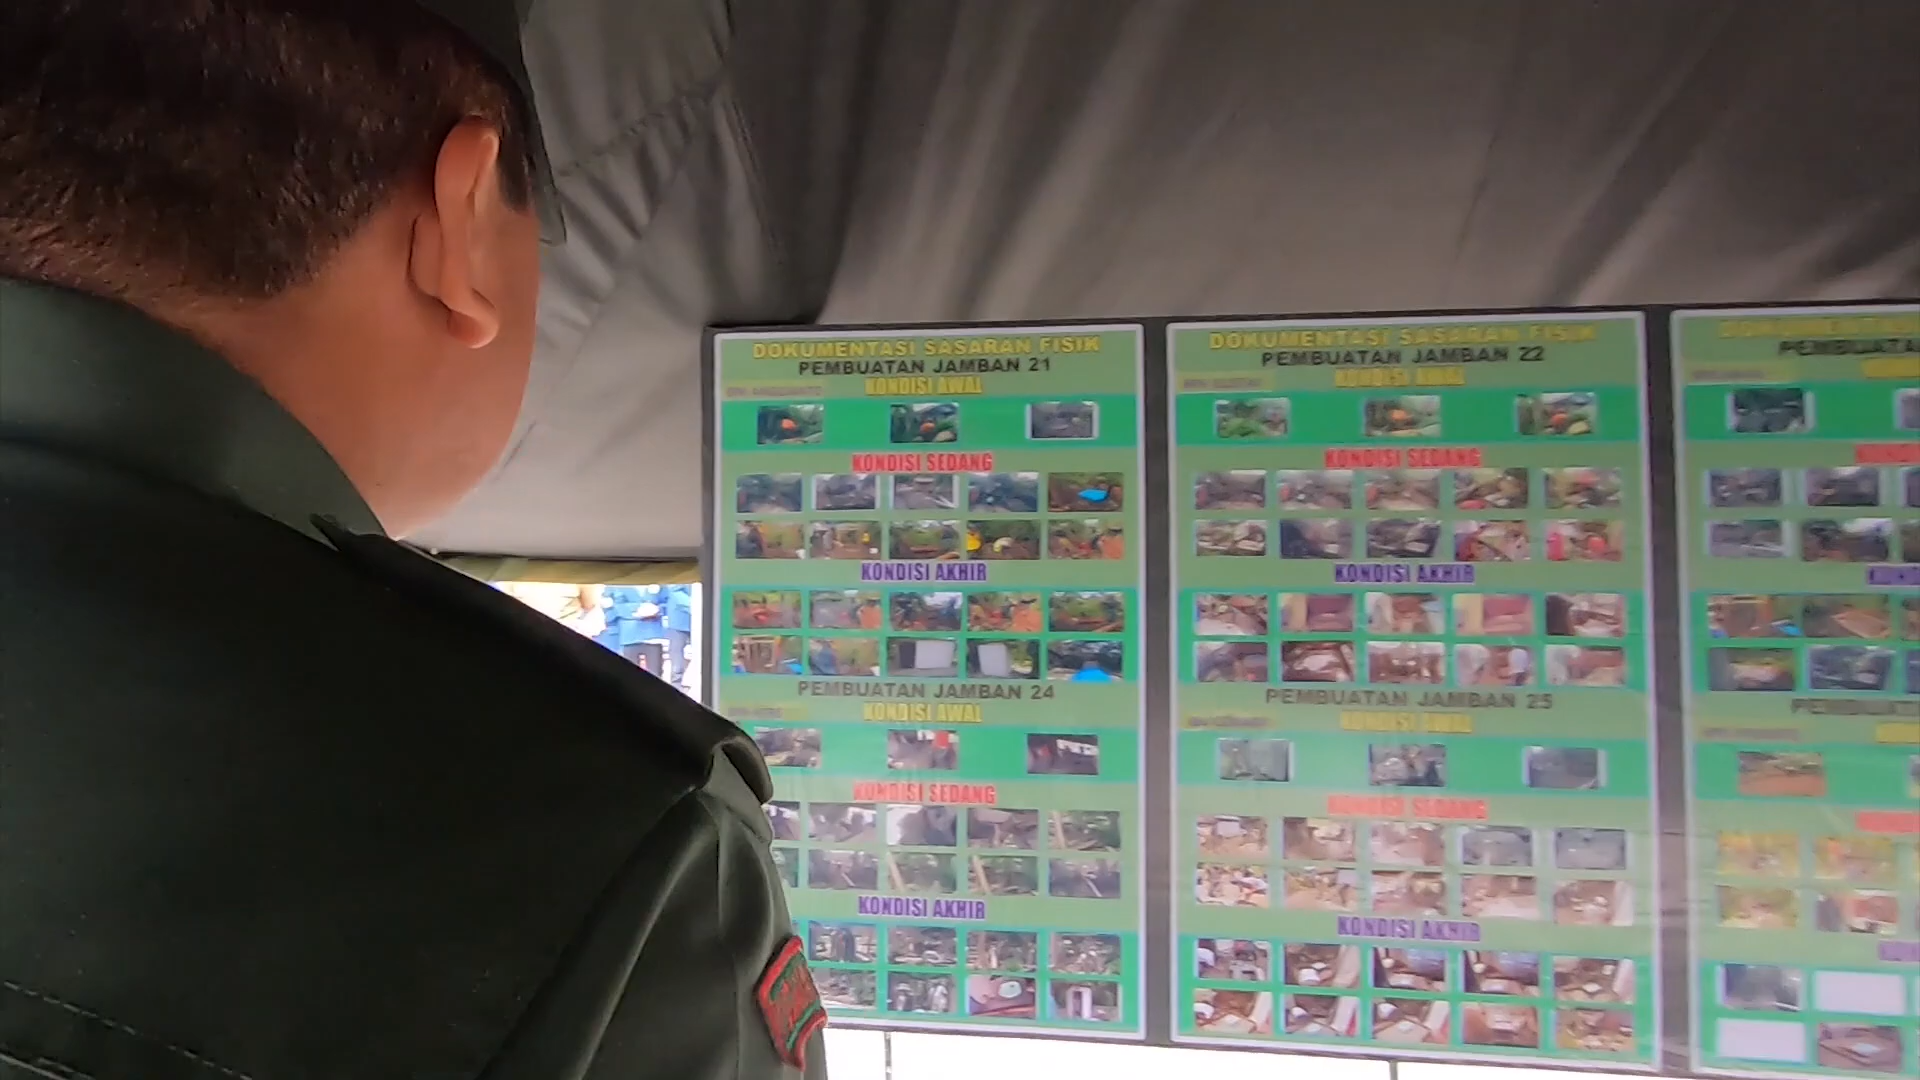 DOKUMENTASI SASARAN FISIK
PEMBUATAN JAMBAN 21
KONDISI AWAL
KONDISI SEDANG
KONDISI AKHIR
PEMBUATAN JAMBAN 24
KONDISI AWAL
KONDISI SEDANG
KONDISI AKHIR
DOKUMENTASI SASARAN FISIK
PEMBUATAN JAMBAN 22
KONDISI AWAL
KONDISI SEDANG
KONDISI AKHIR
PEMBUATAN JAMBAN 25
KONDISI AWAL
KONDISI SEDANG
KONDISI AKHIR